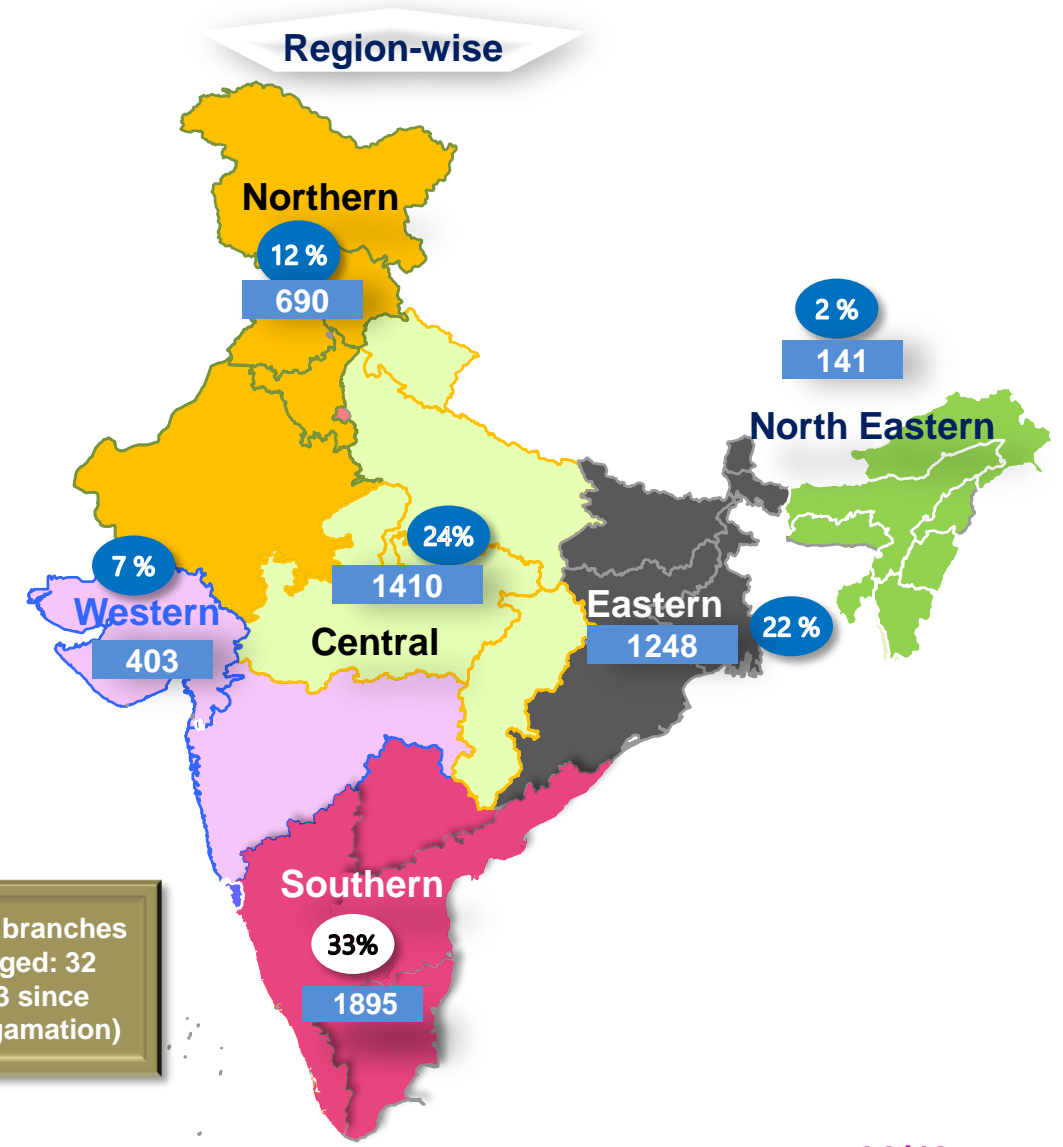 Region-wise
Northern
12 %
690
2 %
141
North Eastern
24%
1410
Central
7 %
Western
403
Eastern
1248
22 %
Southern
33%
1895
branches
ged: 32
3 since
gamation)